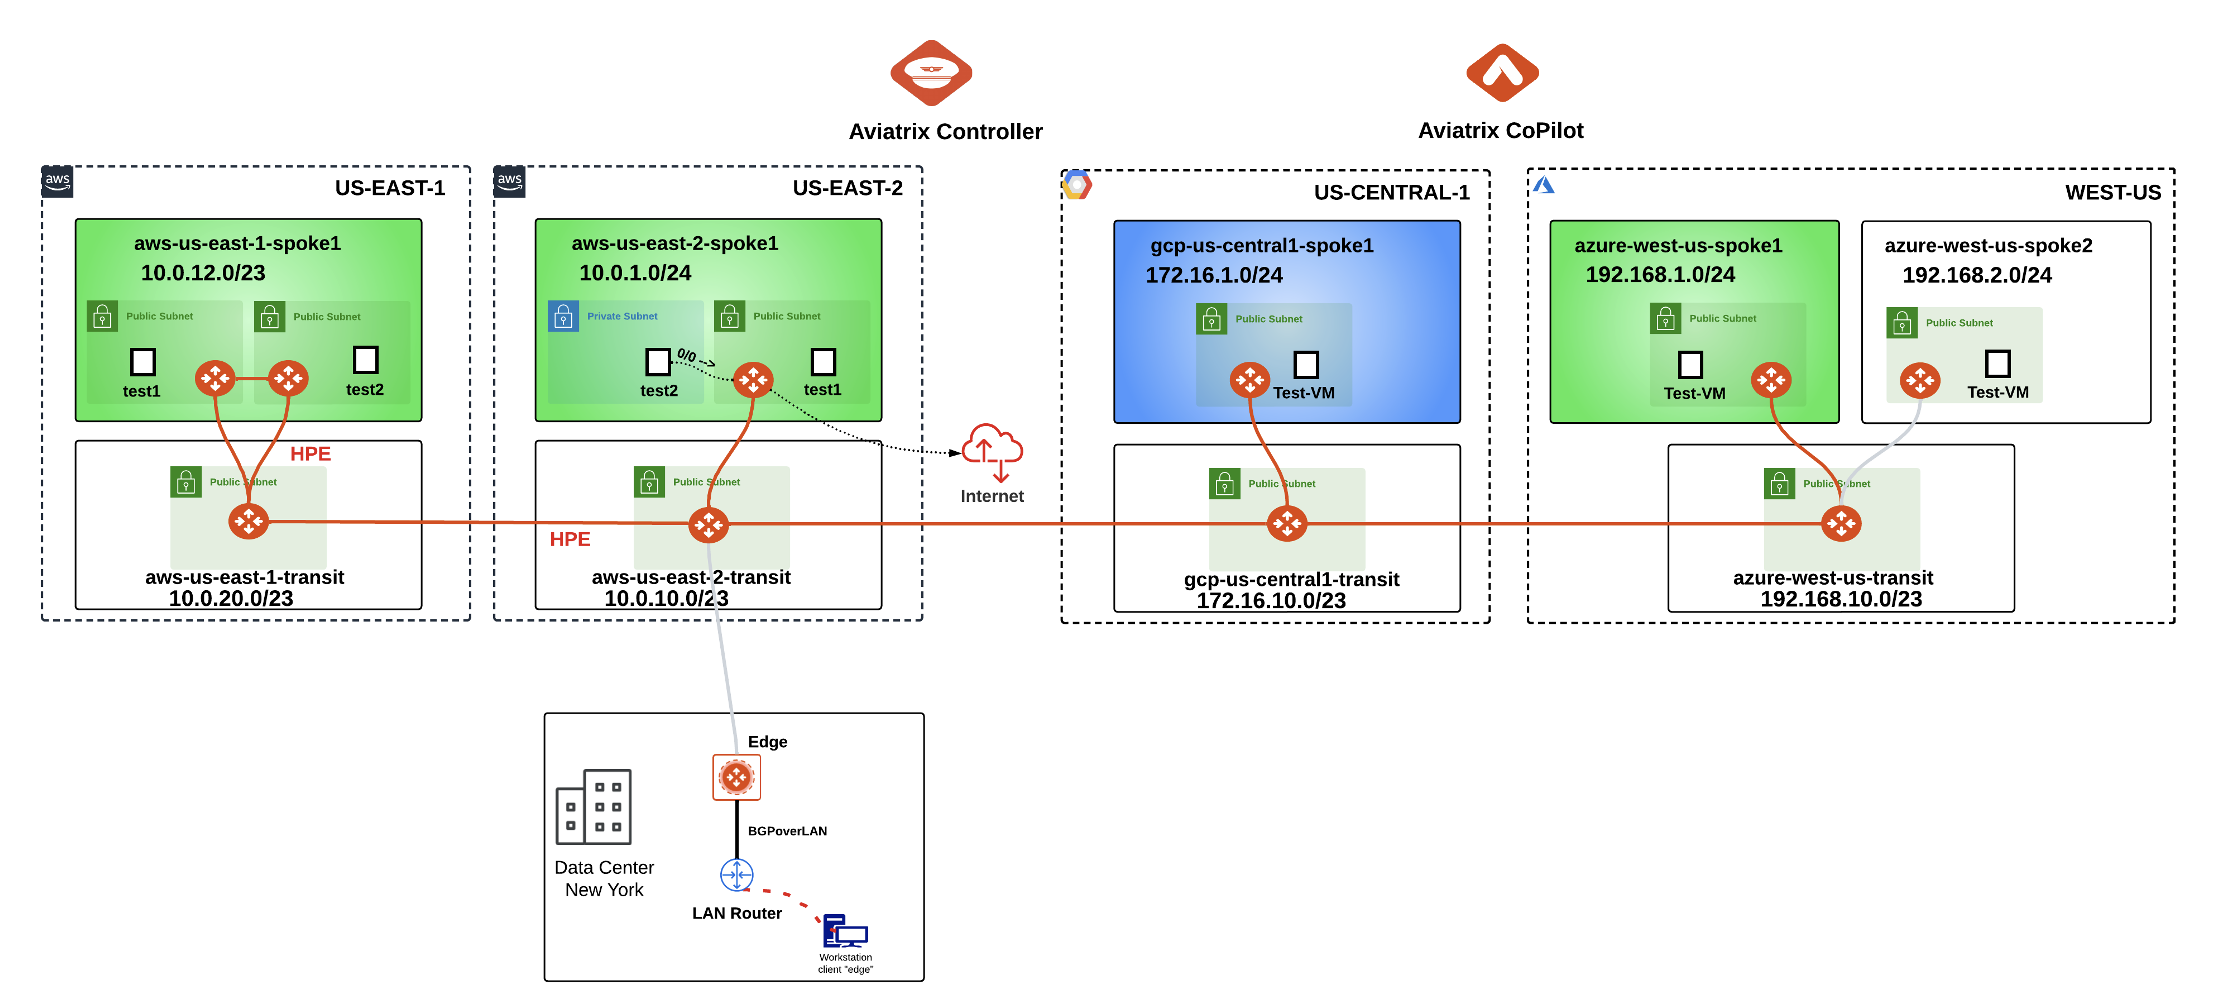 Aviatrix Controller
Aviatrix CoPilot
aws
US-EAST-1
aws-us-east-1-spoke1
10.0.12.0/23
Public Subnet
Public Subnet
test1
test2
HPE
Public Subnet
aws-us-east-1-transit
10.0.20.0/23
aws
US-EAST-2
aws-us-east-2-spoke1
10.0.1.0/24
Private Subnet
Public Subnet
0/0 -->
test2
test1
Internet
Public Subnet
HPE
aws-us-east-2-transit
10.0.10.0/23
US-CENTRAL-1
gcp-us-central1-spoke1
172.16.1.0/24
Public Subnet
Test-VM
Public Subnet
gcp-us-central1-transit
172.16.10.0/23
WEST-US
azure-west-us-spoke1
192.168.1.0/24
Public Subnet
Test-VM
azure-west-us-spoke2
192.168.2.0/24
Public Subnet
Test-VM
Public Subnet
azure-west-us-transit
192.168.10.0/23
Edge
BGPoverLAN
Data Center
New York
LAN Router
Workstation
client "edge"